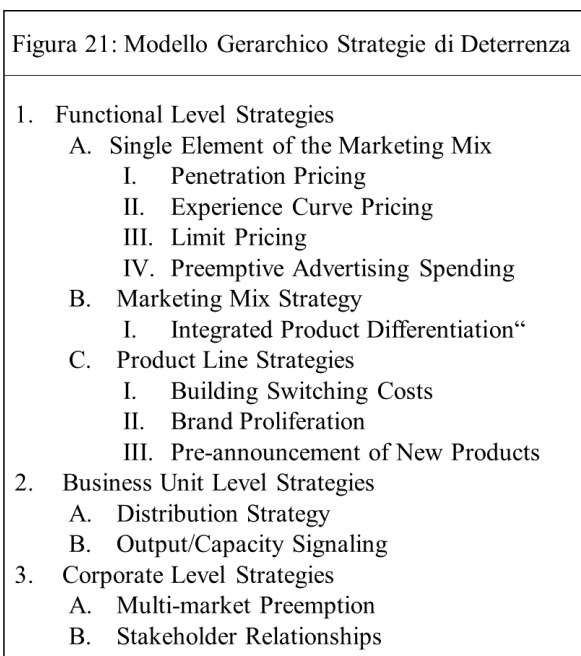 Figura 21: Modello Gerarchico Strategie di Deterrenza
1. Functional Level Strategies
A. Single Element of the Marketing Mix
I. Penetration Pricing
II. Experience Curve Pricing
III. Limit Pricing
IV. Preemptive Advertising Spending
B. Marketing Mix Strategy
I. Integrated Product Differentiation“
C. Product Line Strategies
I. Building Switching Costs
II. Brand Proliferation
III. Pre-announcement of New Products
2. Business Unit Level Strategies
A. Distribution Strategy
B. Output/Capacity Signaling
3. Corporate Level Strategies
A. Multi-market Preemption
B. Stakeholder Relationships